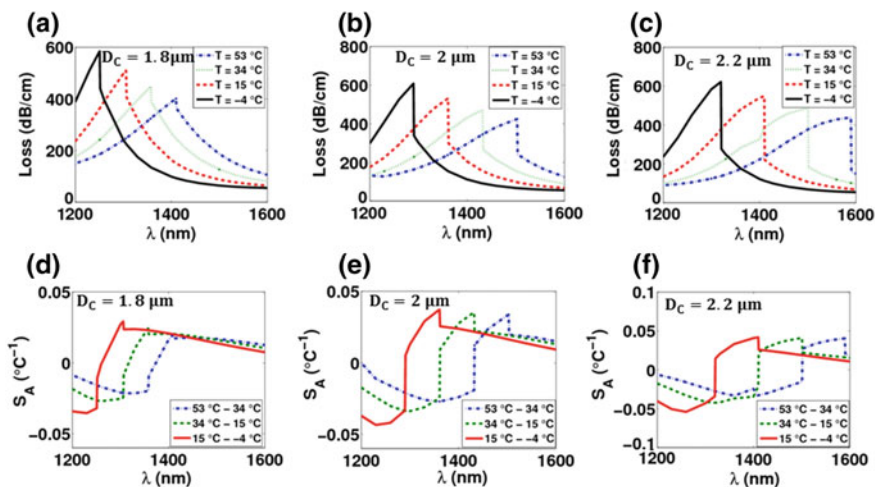 (a)
D_C = 1.8 μm
T = 53 °C
T = 34 °C
T = 15 °C
T = −4 °C
600
400
200
0
Loss (dB/cm)
1200
1400
1600
λ (nm)
(b)
D_C = 2 μm
T = 53 °C
T = 34 °C
T = 15 °C
T = −4 °C
800
600
400
200
0
Loss (dB/cm)
1200
1400
1600
λ (nm)
(c)
D_C = 2.2 μm
T = 53 °C
T = 34 °C
T = 15 °C
T = −4 °C
800
600
400
200
0
Loss (dB/cm)
1200
1400
1600
λ (nm)
(d)
D_C = 1.8 μm
0.05
0
−0.05
S_A (°C⁻¹)
53 °C − 34 °C
34 °C − 15 °C
15 °C − −4 °C
1200
1400
1600
λ (nm)
(e)
D_C = 2 μm
0.05
0
−0.05
S_A (°C⁻¹)
53 °C − 34 °C
34 °C − 15 °C
15 °C − −4 °C
1200
1400
1600
λ (nm)
(f)
D_C = 2.2 μm
0.1
0.05
0
−0.05
−0.1
S_A (°C⁻¹)
53 °C − 34 °C
34 °C − 15 °C
15 °C − −4 °C
1200
1400
1600
λ (nm)